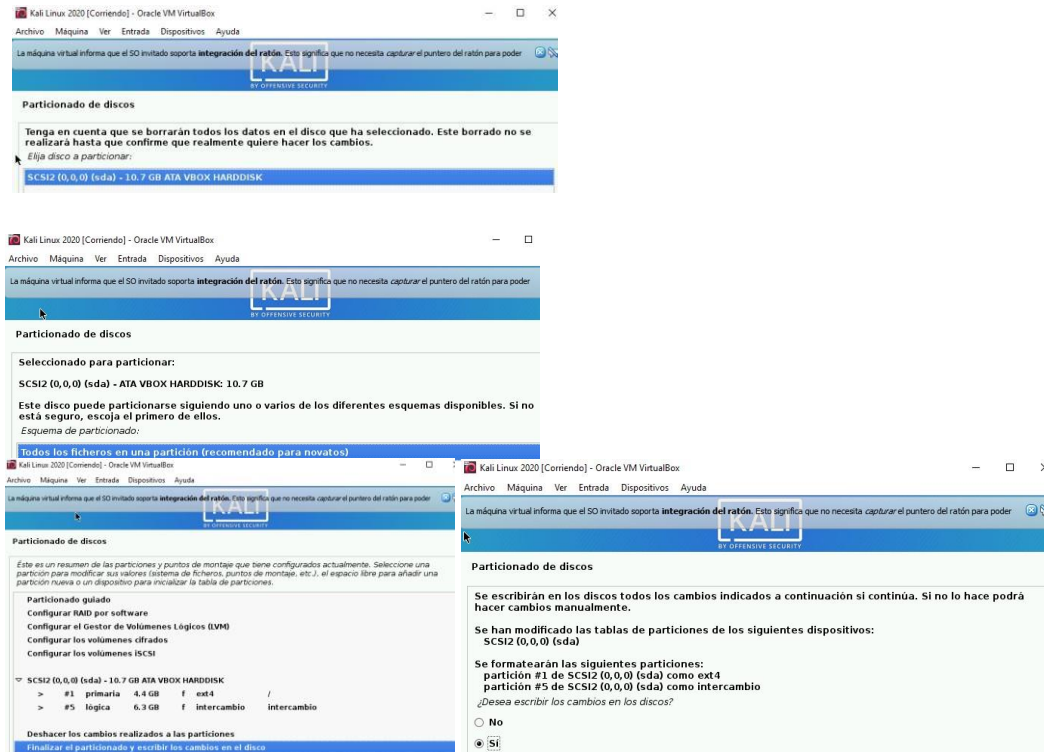 Kali Linux 2020 [Corriendo] - Oracle VM VirtualBox
Archivo Máquina Ver Entrada Dispositivos Ayuda
La máquina virtual informa que el SO invitado soporta integración del ratón. Esto significa que no necesita capturar el puntero del ratón para poder
KALI
BY OFFENSIVE SECURITY
Particionado de discos
Tenga en cuenta que se borrarán todos los datos en el disco que ha seleccionado. Este borrado no se
realizará hasta que confirme que realmente quiere hacer los cambios.
Elija disco a particionar:
SCSI2 (0,0,0) (sda) - 10.7 GB ATA VBOX HARDDISK
Kali Linux 2020 [Corriendo] - Oracle VM VirtualBox
Archivo Máquina Ver Entrada Dispositivos Ayuda
La máquina virtual informa que el SO invitado soporta integración del ratón. Esto significa que no necesita capturar el puntero del ratón para poder
KALI
BY OFFENSIVE SECURITY
Particionado de discos
Seleccionado para particionar:
SCSI2 (0,0,0) (sda) - ATA VBOX HARDDISK: 10.7 GB
Este disco puede particionarse siguiendo uno o varios de los diferentes esquemas disponibles. Si no
está seguro, escoja el primero de ellos.
Esquema de particionado:
Todos los ficheros en una partición (recomendado para novatos)
Kali Linux 2020 [Corriendo] - Oracle VM VirtualBox
Archivo Máquina Ver Entrada Dispositivos Ayuda
La máquina virtual informa que el SO invitado soporta integración del ratón. Esto significa que no necesita capturar el puntero del ratón para poder
KALI
BY OFFENSIVE SECURITY
Particionado de discos
Éste es un resumen de las particiones y puntos de montaje que tiene configurados actualmente. Seleccione una
partición para modificar sus valores (sistema de ficheros, puntos de montaje, etc.), el espacio libre para añadir una
partición nueva o un dispositivo para inicializar la tabla de particiones.
Particionado guiado
Configurar RAID por software
Configurar el Gestor de Volúmenes Lógicos (LVM)
Configurar los volúmenes cifrados
Configurar los volúmenes iSCSI
SCSI2 (0,0,0) (sda) - 10.7 GB ATA VBOX HARDDISK
> #1 primaria 4.4 GB f ext4 /
> #5 lógica 6.3 GB f intercambio intercambio
Deshacer los cambios realizados a las particiones
Finalizar el particionado y escribir los cambios en el disco
Kali Linux 2020 [Corriendo] - Oracle VM VirtualBox
Archivo Máquina Ver Entrada Dispositivos Ayuda
La máquina virtual informa que el SO invitado soporta integración del ratón. Esto significa que no necesita capturar el puntero del ratón para poder
KALI
BY OFFENSIVE SECURITY
Particionado de discos
Se escribirán en los discos todos los cambios indicados a continuación si continúa. Si no lo hace podrá
hacer cambios manualmente.
Se han modificado las tablas de particiones de los siguientes dispositivos:
SCSI2 (0,0,0) (sda)
Se formatearán las siguientes particiones:
partición #1 de SCSI2 (0,0,0) (sda) como ext4
partición #5 de SCSI2 (0,0,0) (sda) como intercambio
¿Desea escribir los cambios en los discos?
No
Sí